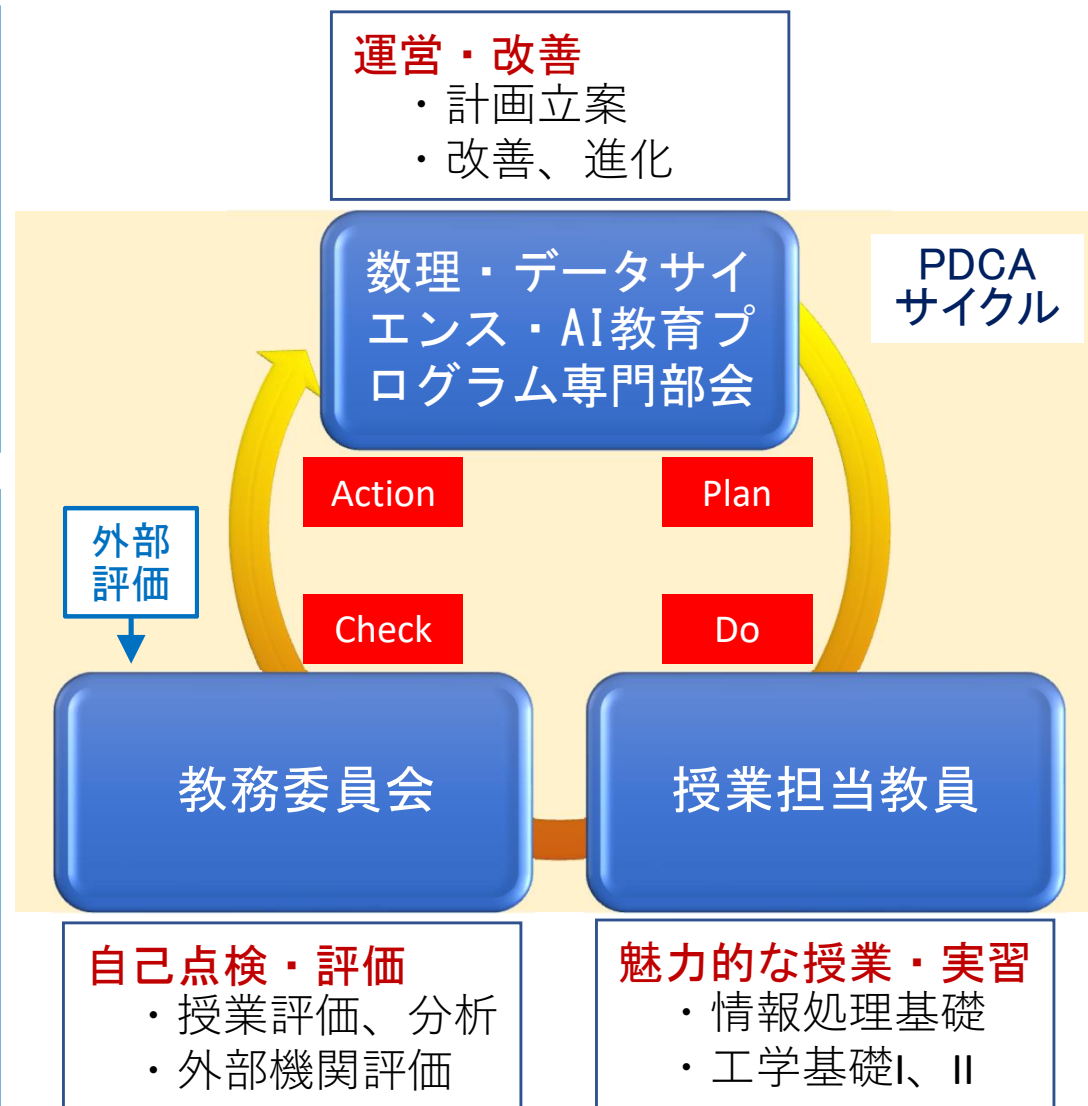 運営・改善
・計画立案
・改善、進化
数理・データサイ
エンス・AI教育プ
ログラム専門部会
PDCA
サイクル
Action
Plan
外部
評価
Check
Do
教務委員会
授業担当教員
自己点検・評価
・授業評価、分析
・外部機関評価
魅力的な授業・実習
・情報処理基礎
・工学基礎I、II